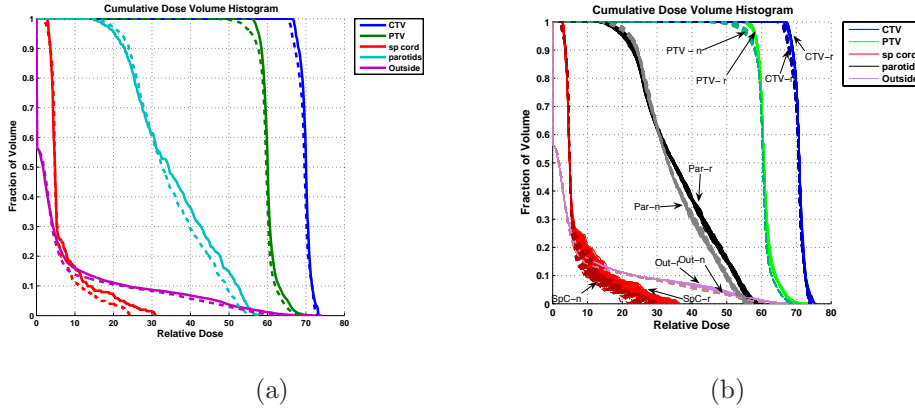 Cumulative Dose Volume Histogram
Fraction of Volume
1
0.9
0.8
0.7
0.6
0.5
0.4
0.3
0.2
0.1
0
0 10 20 30 40 50 60 70 80
Relative Dose
CTV
PTV
sp cord
parotids
Outside
(a)
Cumulative Dose Volume Histogram
Fraction of Volume
1
0.9
0.8
0.7
0.6
0.5
0.4
0.3
0.2
0.1
0
0 10 20 30 40 50 60 70 80
Relative Dose
PTV-n
PTV-r
CTV-n
CTV-r
Par-r
Par-n
Out-r
Out-n
SpC-n
SpC-r
CTV
PTV
sp cord
parotids
Outside
(b)